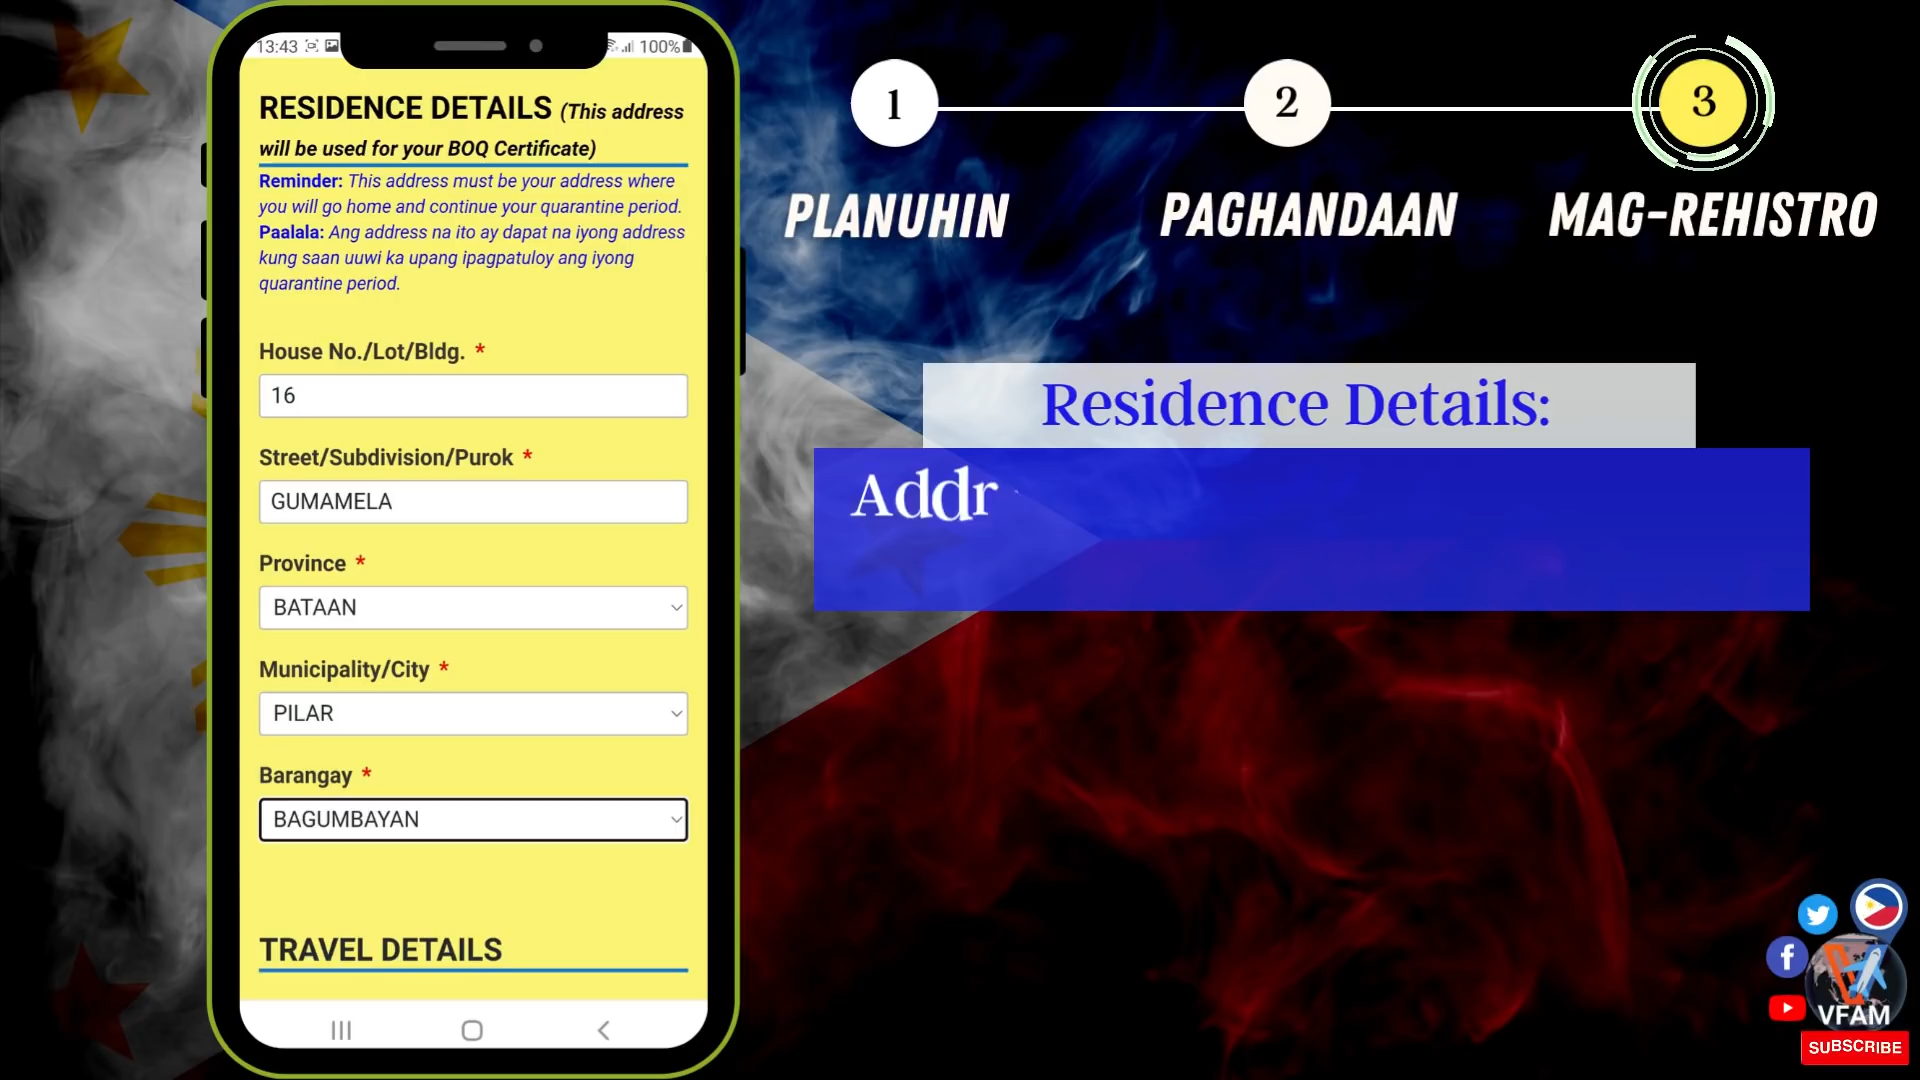 13:43
100%
RESIDENCE DETAILS (This address
will be used for your BOQ Certificate)
Reminder: This address must be your address where
you will go home and continue your quarantine period.
Paalala: Ang address na ito ay dapat na iyong address
kung saan uuwi ka upang ipagpatuloy ang iyong
quarantine period.
House No./Lot/Bldg. *
16
Street/Subdivision/Purok *
GUMAMELA
Province *
BATAAN
Municipality/City *
PILAR
Barangay *
BAGUMBAYAN
TRAVEL DETAILS
1
2
3
PLANUHIN
PAGHANDAAN
MAG-REHISTRO
Residence Details:
Addr
VFAM
SUBSCRIBE